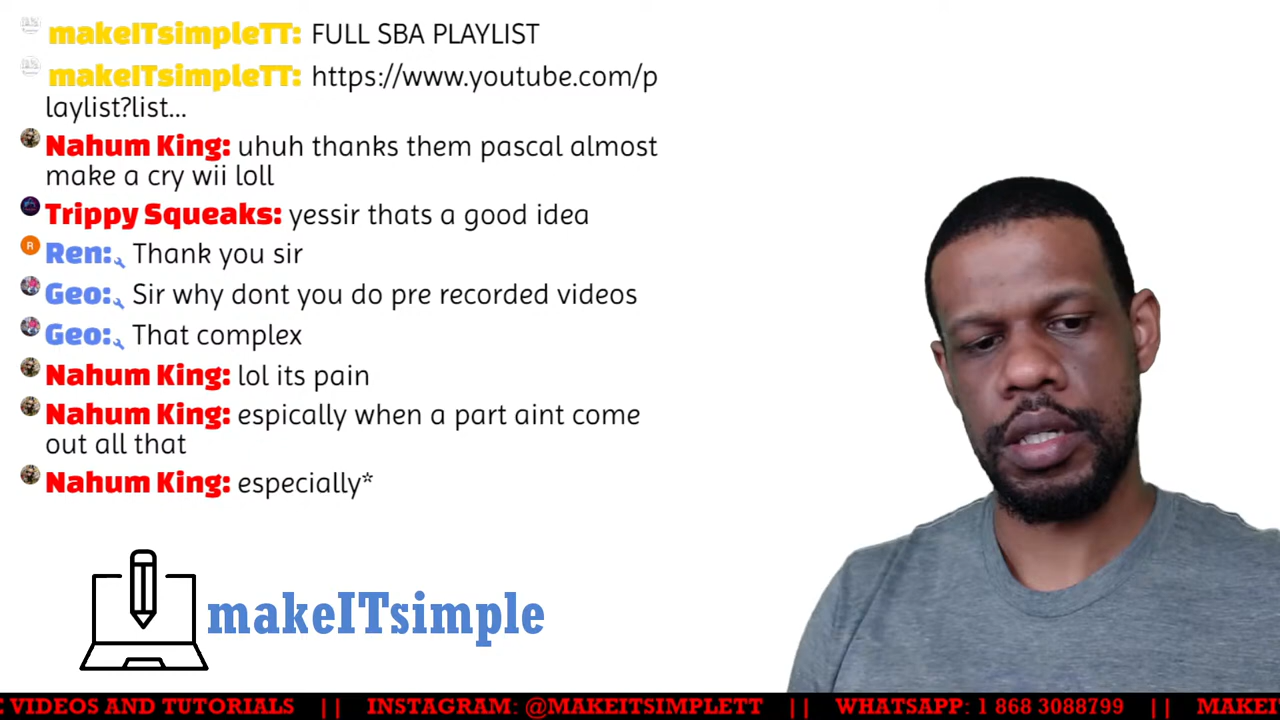 makeITsimpleTT: FULL SBA PLAYLIST
makeITsimpleTT: https://www.youtube.com/p
laylist?list...
Nahum King: uhuh thanks them pascal almost
make a cry wii loll
Trippy Squeaks: yessir thats a good idea
R Ren: Thank you sir
Geo: Sir why dont you do pre recorded videos
Geo: That complex
Nahum King: lol its pain
Nahum King: espically when a part aint come
out all that
Nahum King: especially*
makeITsimple
VIDEOS AND TUTORIALS || INSTAGRAM: @MAKEITSIMPLETT || WHATSAPP: 1 868 3088799 || MAKEI